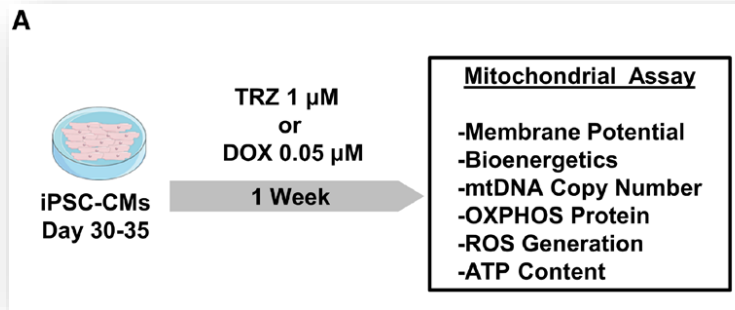 A
TRZ 1 µM
or
DOX 0.05 µM
1 Week
iPSC-CMs
Day 30-35
Mitochondrial Assay
-Membrane Potential
-Bioenergetics
-mtDNA Copy Number
-OXPHOS Protein
-ROS Generation
-ATP Content